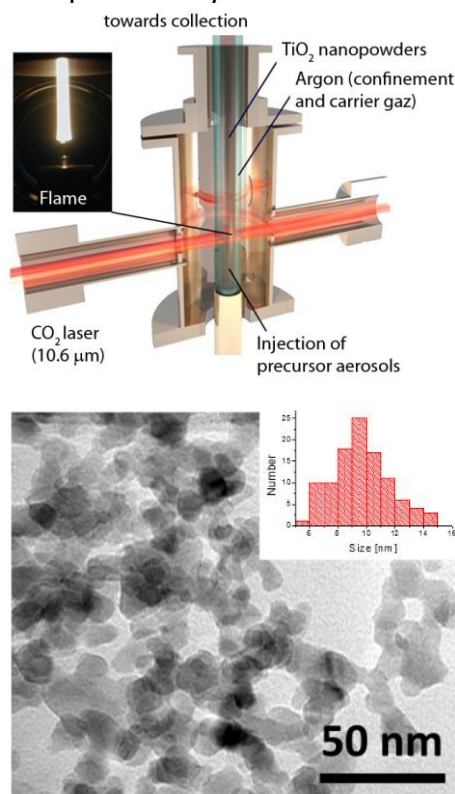 towards collection
TiO2 nanopowders
Argon (confinement
and carrier gaz)
Flame
CO2 laser
(10.6 µm)
Injection of
precursor aerosols
25
20
15
10
5
0
Number
6 8 10 12 14 16
Size [nm]
50 nm